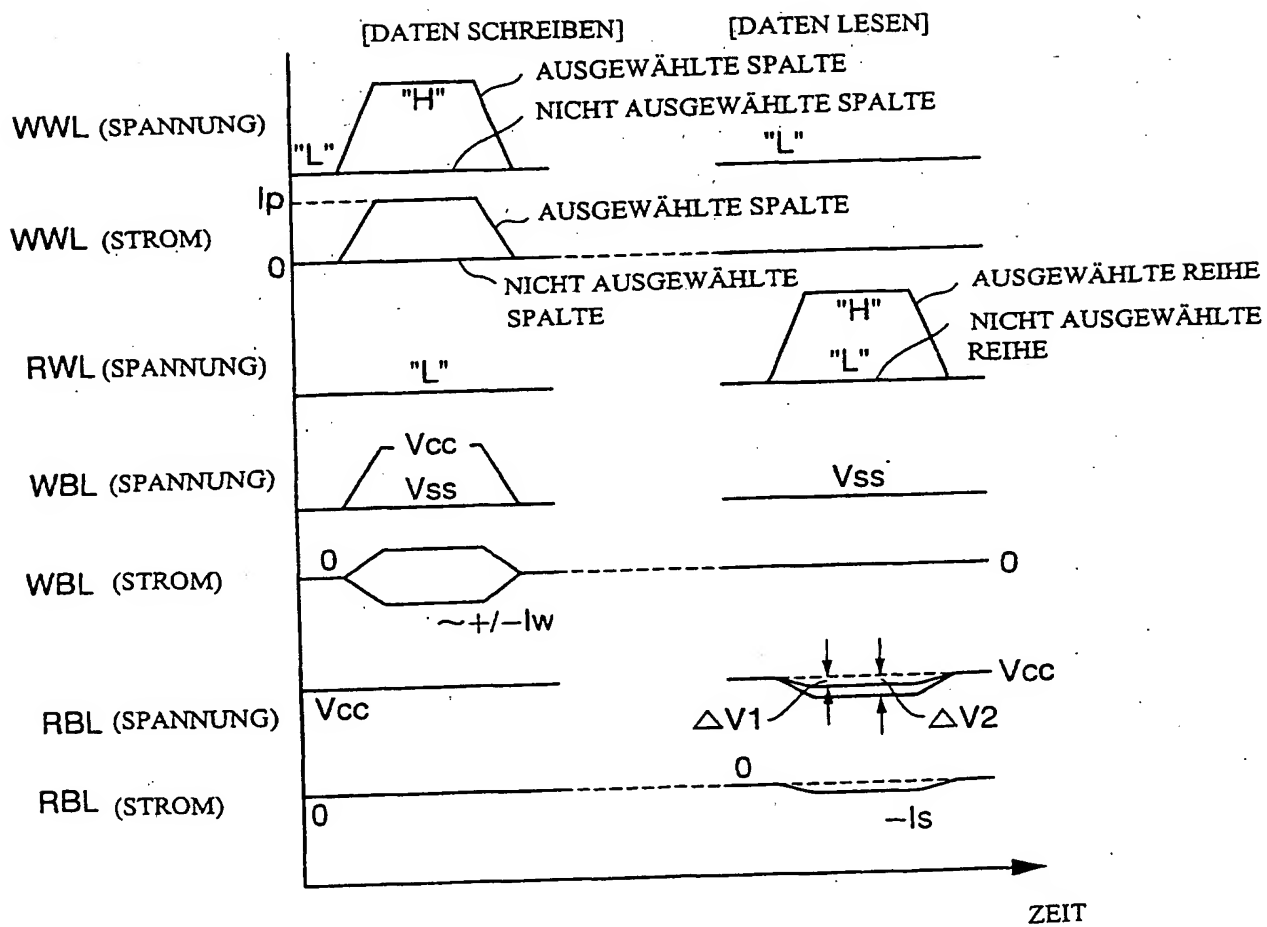 [DATEN SCHREIBEN] [DATEN LESEN]
AUSGEWÄHLTE SPALTE
"H"
NICHT AUSGEWÄHLTE SPALTE
WWL (SPANNUNG)
"L"
"L"
Ip
AUSGEWÄHLTE SPALTE
WWL (STROM)
0
NICHT AUSGEWÄHLTE
SPALTE
AUSGEWÄHLTE REIHE
"H"
NICHT AUSGEWÄHLTE
REIHE
RWL (SPANNUNG)
"L"
"L"
Vcc
WBL (SPANNUNG)
Vss
Vss
0
0
WBL (STROM)
~+/-Iw
Vcc
Vcc
RBL (SPANNUNG)
△V1
△V2
0
RBL (STROM)
0
-Is
ZEIT